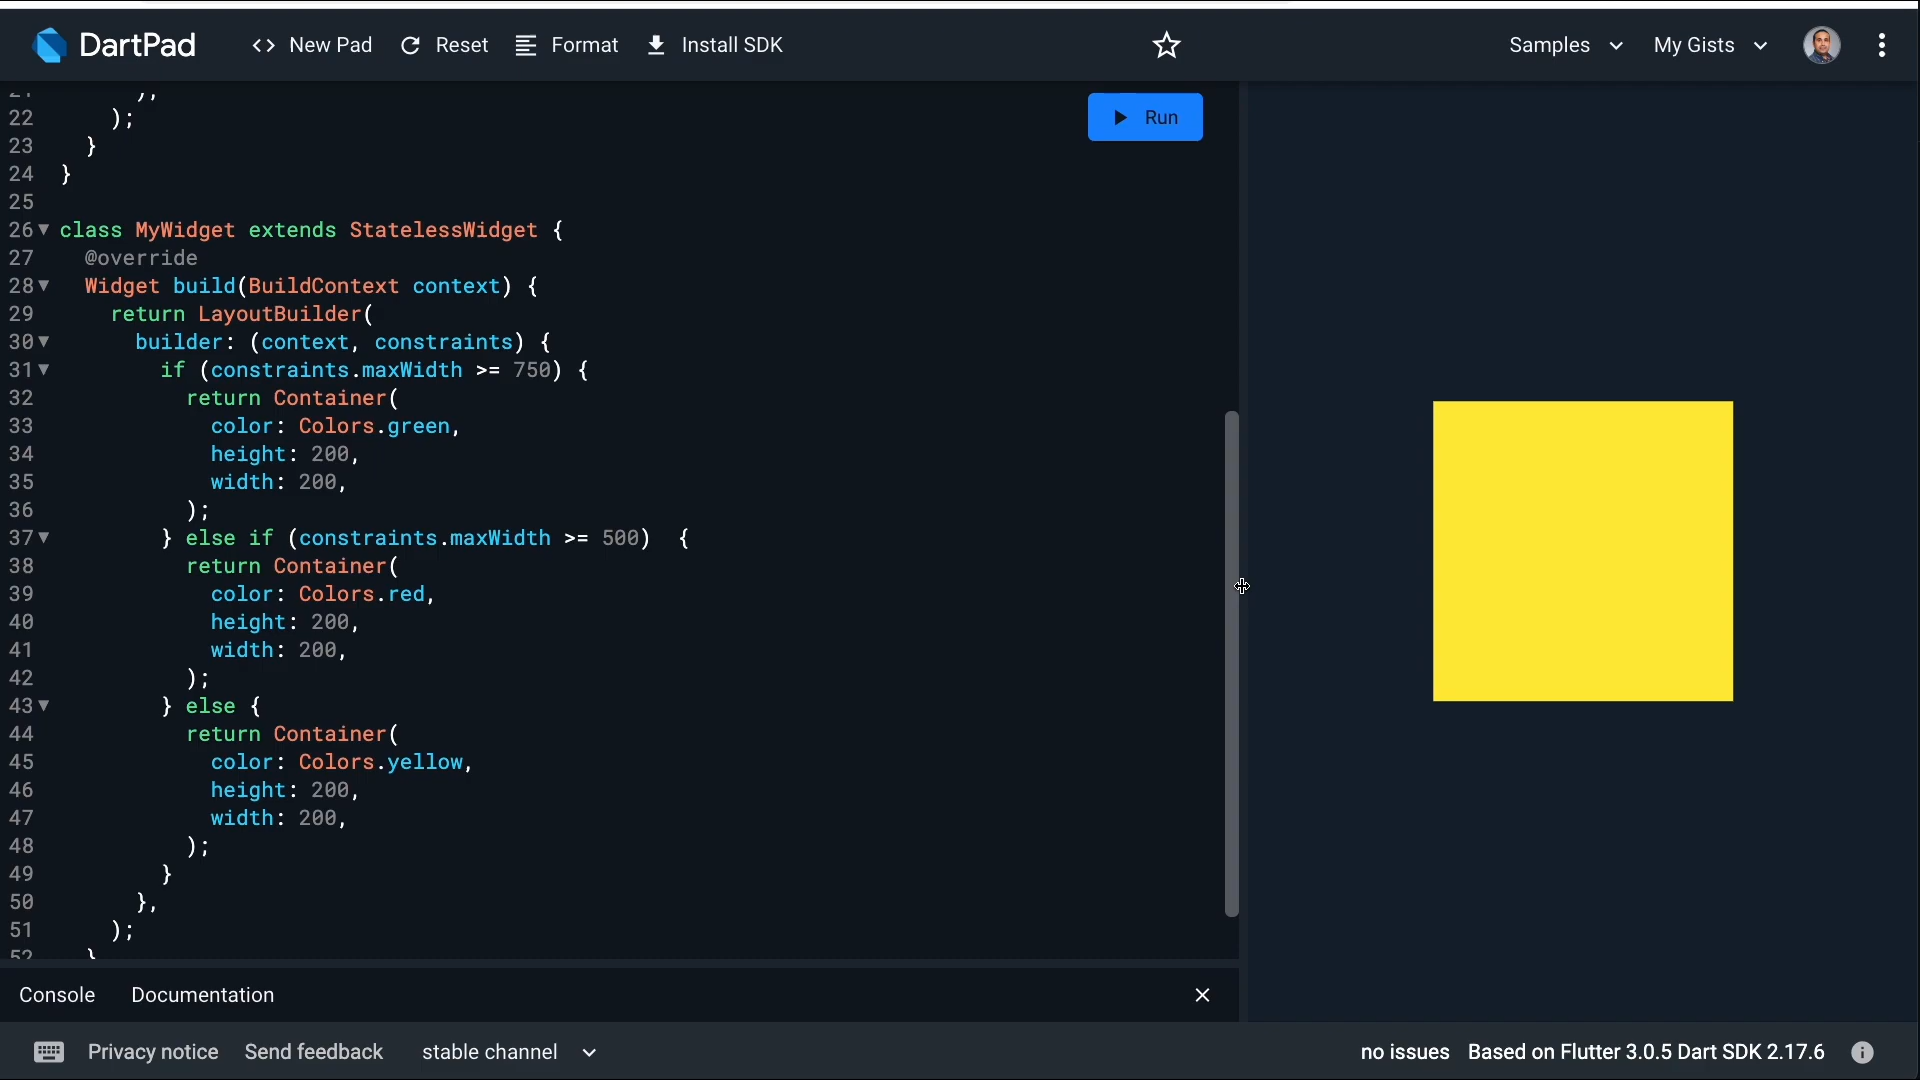 DartPad
New Pad
Reset
Format
Install SDK
Samples
My Gists
Run
22 );
23 }
24 }
25
26 class MyWidget extends StatelessWidget {
27 @override
28 Widget build(BuildContext context) {
29 return LayoutBuilder(
30 builder: (context, constraints) {
31 if (constraints.maxWidth >= 750) {
32 return Container(
33 color: Colors.green,
34 height: 200,
35 width: 200,
36 );
37 } else if (constraints.maxWidth >= 500)  {
38 return Container(
39 color: Colors.red,
40 height: 200,
41 width: 200,
42 );
43 } else {
44 return Container(
45 color: Colors.yellow,
46 height: 200,
47 width: 200,
48 );
49 }
50 },
51 );
52 }
Console
Documentation
Privacy notice
Send feedback
stable channel
no issues
Based on Flutter 3.0.5 Dart SDK 2.17.6